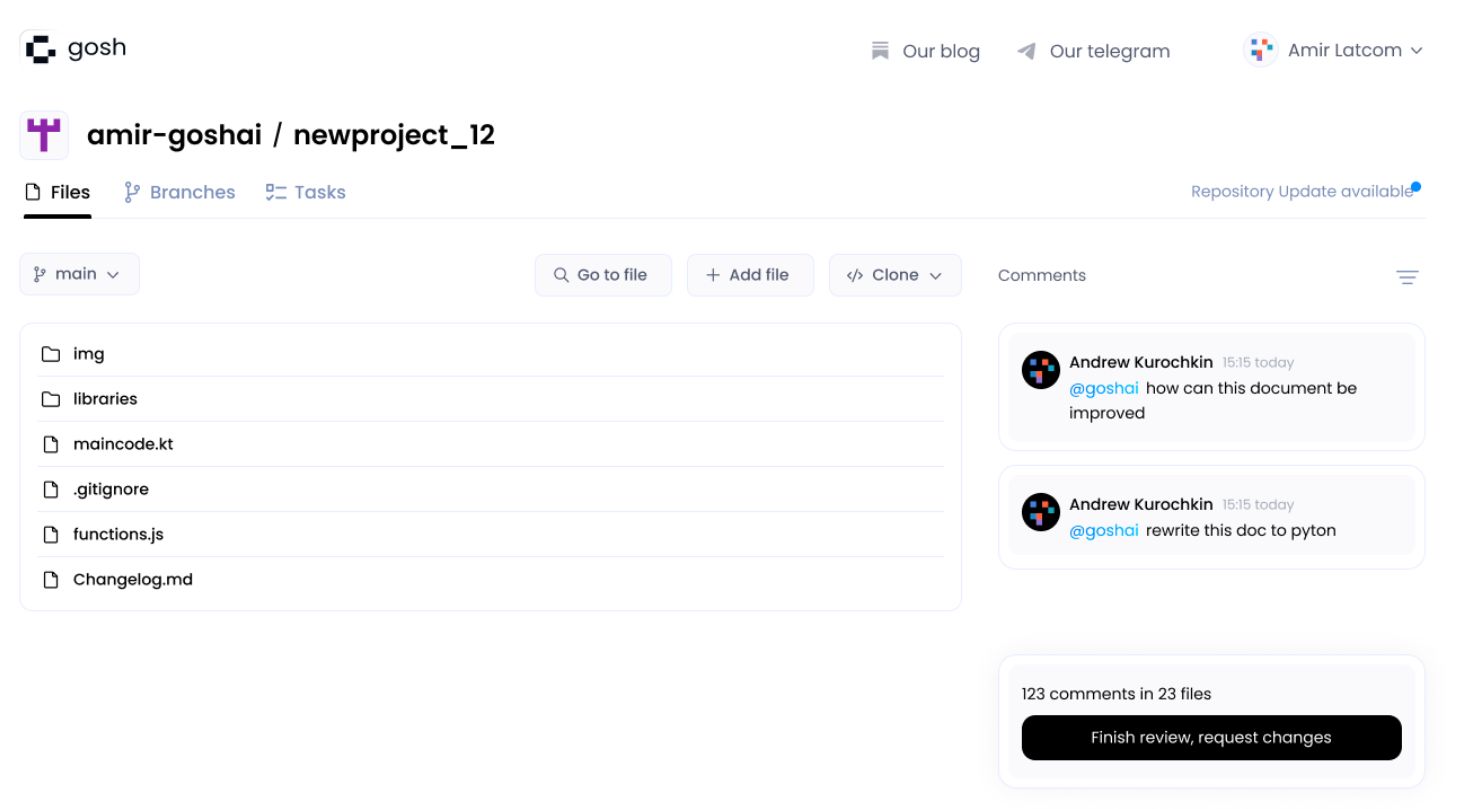 gosh
Our blog
Our telegram
Amir Latcom
amir-goshai / newproject_12
Files
Branches
Tasks
Repository Update available
main
Go to file
Add file
Clone
Comments
img
libraries
maincode.kt
.gitignore
functions.js
Changelog.md
Andrew Kurochkin 15:15 today
@goshai how can this document be
improved
Andrew Kurochkin 15:15 today
@goshai rewrite this doc to pyton
123 comments in 23 files
Finish review, request changes